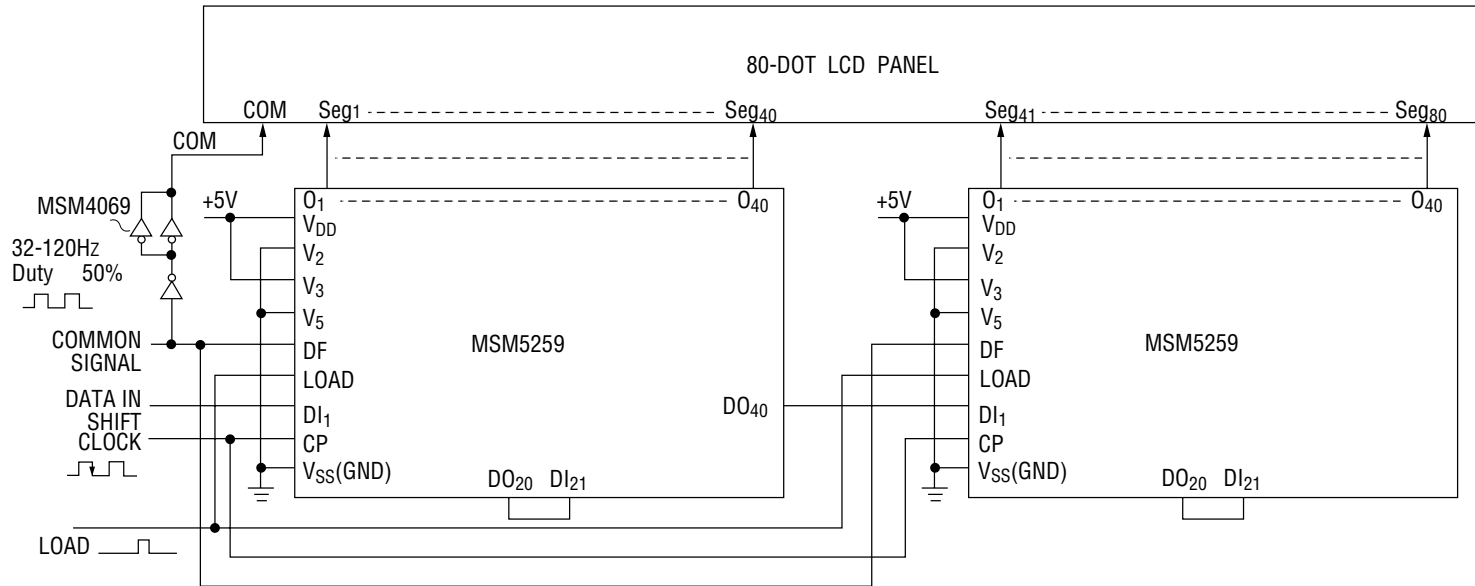 80-DOT LCD PANEL
COM Seg1 Seg40 Seg41 Seg80
COM
MSM4069
32-120Hz
Duty 50%
COMMON
SIGNAL
DATA IN
SHIFT
CLOCK
LOAD
+5V
O1 O40
VDD
V2
V3
V5
DF
LOAD
DI1
CP
VSS(GND)
MSM5259
DO40
DO20 DI21
+5V
O1 O40
VDD
V2
V3
V5
DF
LOAD
DI1
CP
VSS(GND)
MSM5259
DO20 DI21